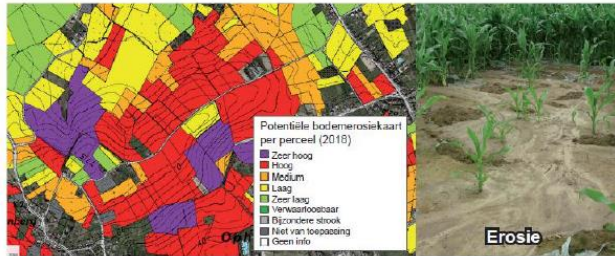 Potentiële bodemerosiekaart
per perceel (2018)
Zeer hoog
Hoog
Medium
Laag
Zeer laag
Verwaarloosbaar
Bijzondere strook
Niet van toepassing
Geen info
Erosie